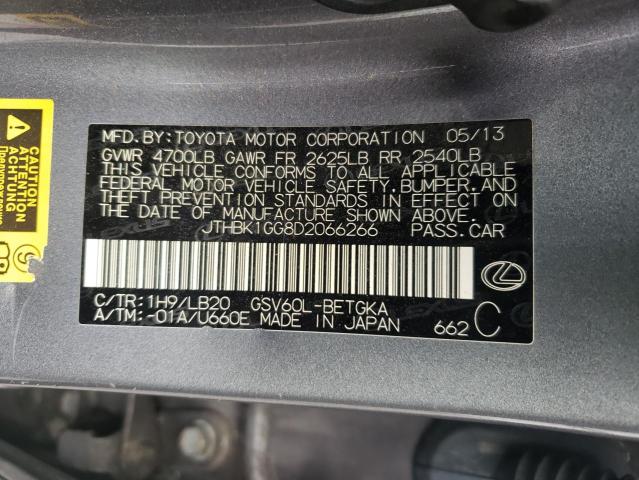 MFD. BY: TOYOTA MOTOR CORPORATION 05/13
GVWR 4700LB GAWR FR 2625LB RR 2540LB
THIS VEHICLE CONFORMS TO ALL APPLICABLE
FEDERAL MOTOR VEHICLE SAFETY, BUMPER, AND
THEFT PREVENTION STANDARDS IN EFFECT ON
THE DATE OF MANUFACTURE SHOWN ABOVE.
JTHBK1GG8D2066266 PASS. CAR
C/TR: 1H9/LB20 GSV60L-BETGKA
A/TM: -01A/U660E MADE IN JAPAN 662 C